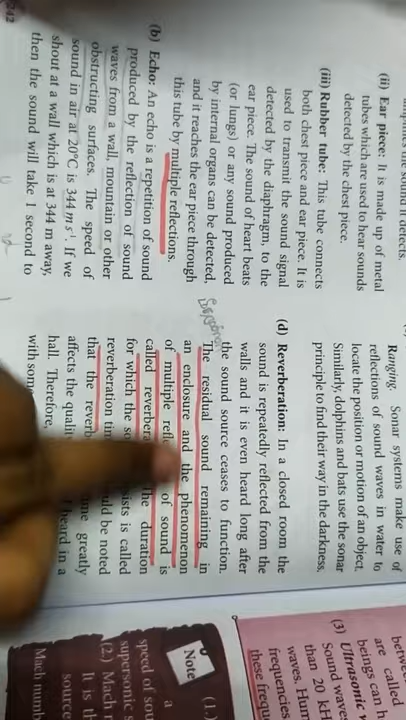 amplifies the sound it detects.
(ii) Ear piece: It is made up of metal
tubes which are used to hear sounds
detected by the chest piece.
(iii) Rubber tube: This tube connects
both chest piece and ear piece. It is
used to transmit the sound signal
detected by the diaphragm, to the
ear piece. The sound of heart beats
(or lungs) or any sound produced
by internal organs can be detected,
and it reaches the ear piece through
this tube by multiple reflections.
(b) Echo: An echo is a repetition of sound
produced by the reflection of sound
waves from a wall, mountain or other
obstructing surfaces. The speed of
sound in air at 20°C is 344 m s⁻¹. If we
shout at a wall which is at 344 m away,
then the sound will take 1 second to
242
Ranging. Sonar systems make use of
reflections of sound waves in water to
locate the position or motion of an object.
Similarly, dolphins and bats use the sonar
principle to find their way in the darkness.
(d) Reverberation: In a closed room the
sound is repeatedly reflected from the
walls and it is even heard long after
the sound source ceases to function.
The residual sound remaining in
an enclosure and the phenomenon
of multiple of sound is
called the duration
for which the is called
reverberation be noted
that the greatly
affects the heard in a
hall. Therefore,
with
are called
beings can h
(3) Ultrasonic
Sound wave
than 20 kH
waves. Hum
frequencies
these frequ
Note
(1.)
a
speed of sou
supersonic s
(2.) Mach n
It is th
source
Mach numb